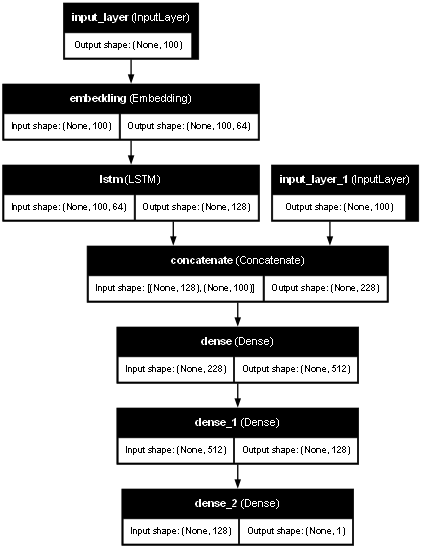 input_layer (InputLayer)
Output shape: (None, 100)
embedding (Embedding)
Input shape: (None, 100) Output shape: (None, 100, 64)
lstm (LSTM) input_layer_1 (InputLayer)
Input shape: (None, 100, 64) Output shape: (None, 128) Output shape: (None, 100)
concatenate (Concatenate)
Input shape: [(None, 128), (None, 100)] Output shape: (None, 228)
dense (Dense)
Input shape: (None, 228) Output shape: (None, 512)
dense_1 (Dense)
Input shape: (None, 512) Output shape: (None, 128)
dense_2 (Dense)
Input shape: (None, 128) Output shape: (None, 1)